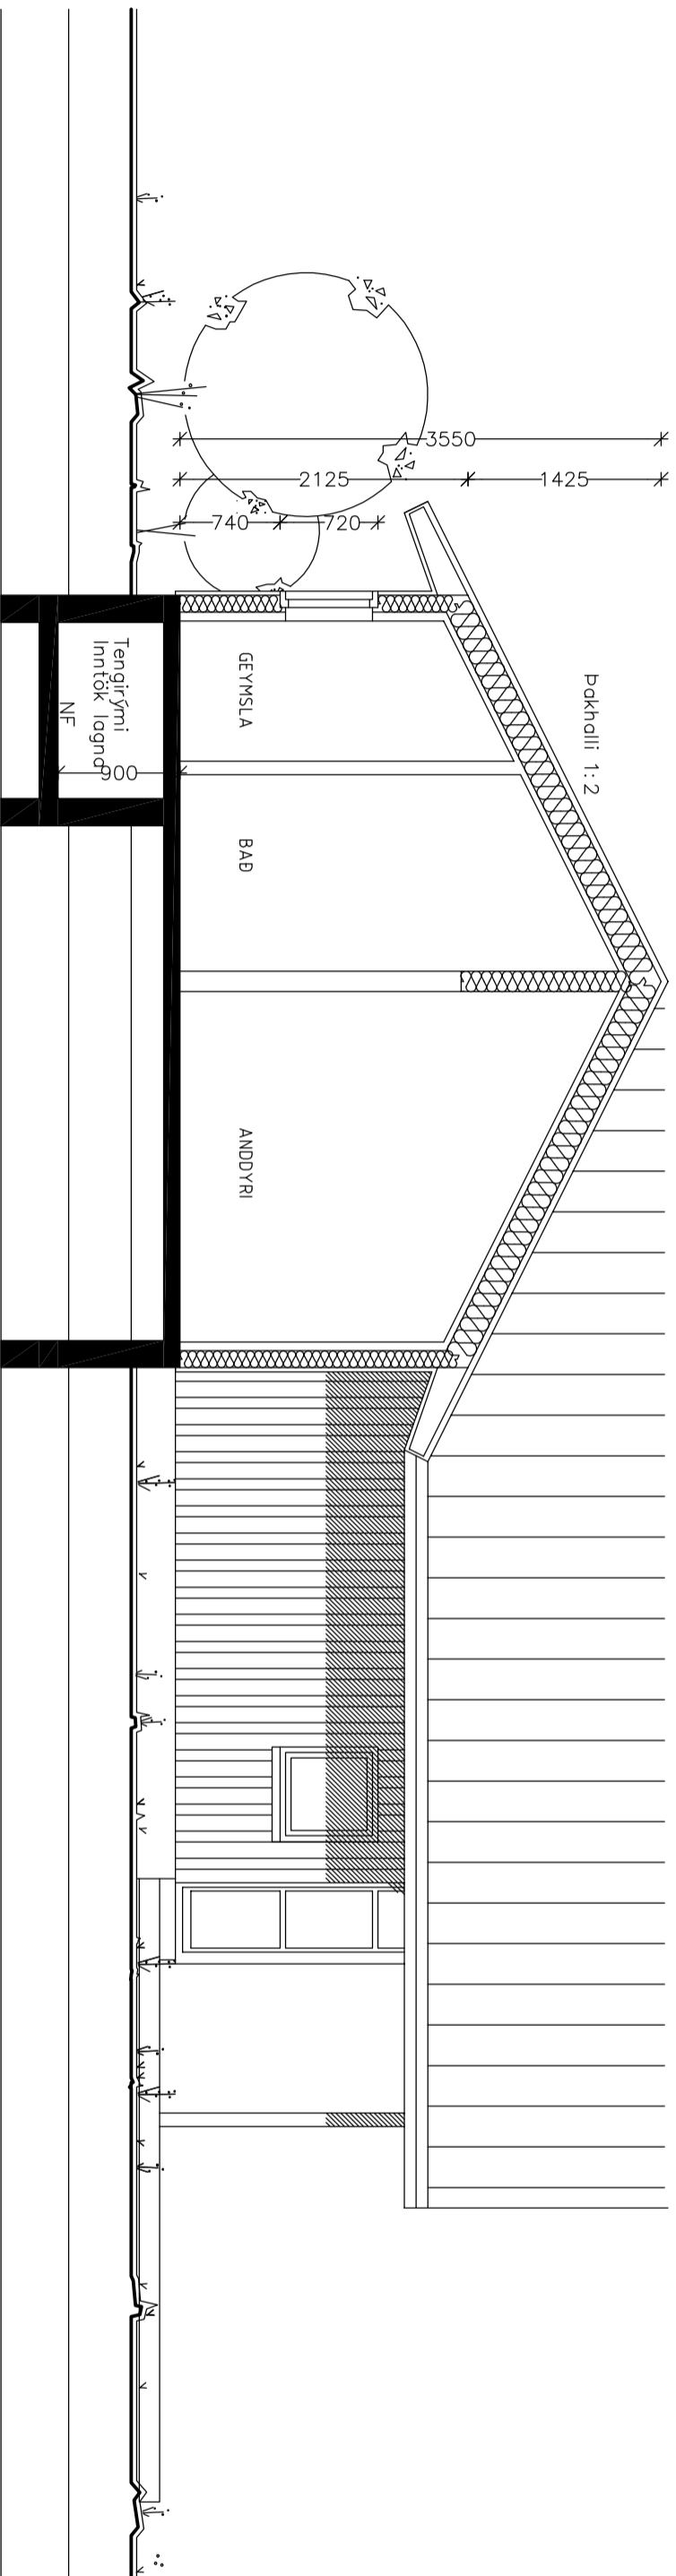 Þakhalli 1:2
3550
2125
1425
740
720
GEYMSLA
BAÐ
ANDDYRI
Tengirými
Inntök lagna
NF
900